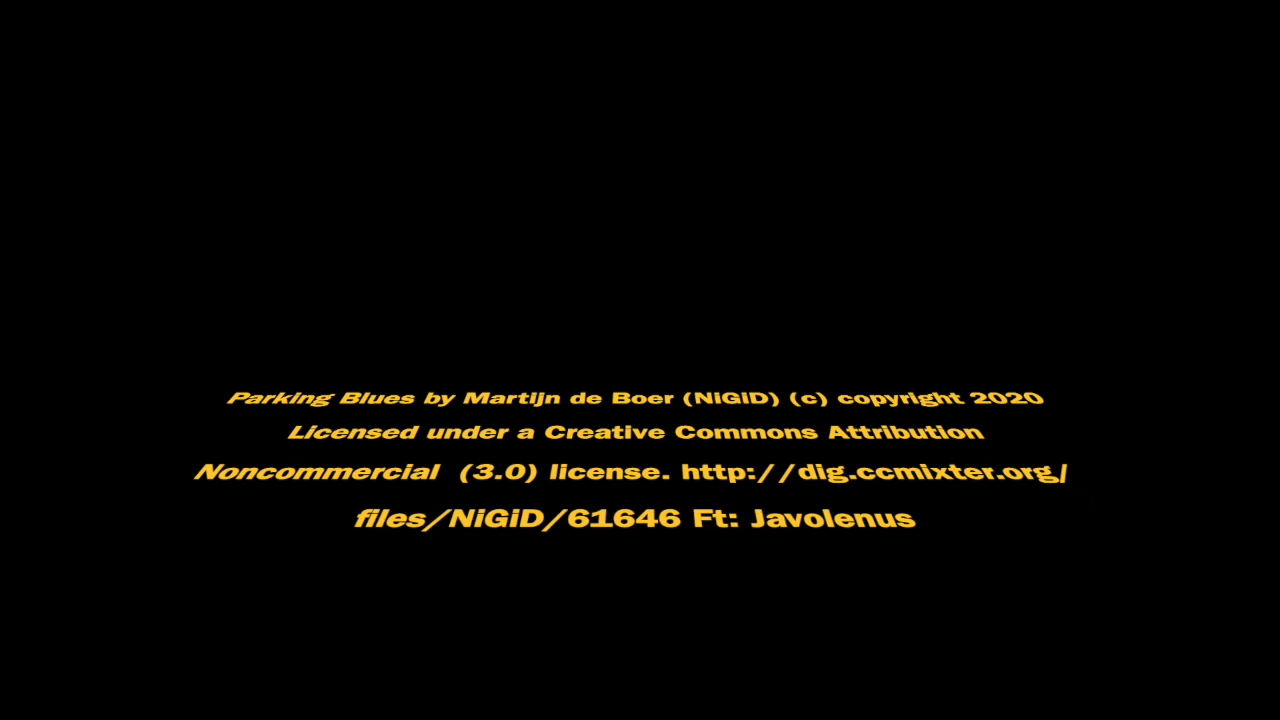 Parking Blues by Martijn de Boer (NiGiD) (c) copyright 2020
Licensed under a Creative Commons Attribution
Noncommercial  (3.0) license. http://dig.ccmixter.org/
files/NiGiD/61646 Ft: Javolenus